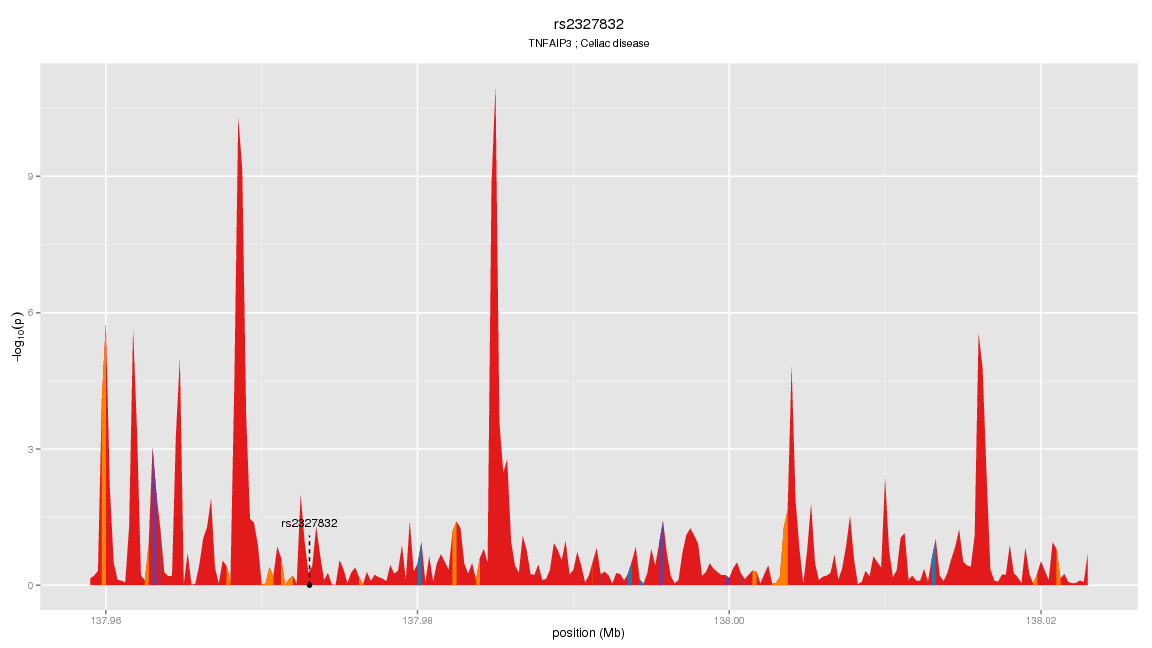 rs2327832
TNFAIP3 ; Celiac disease
−log10(p)
9
6
3
0
rs2327832
137.96 137.98 138.00 138.02
position (Mb)